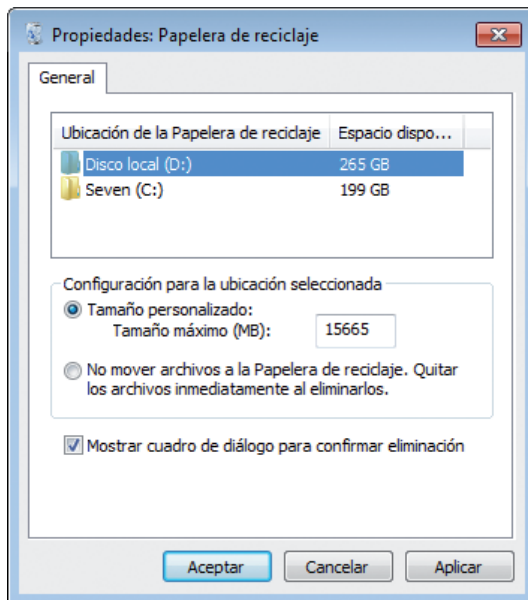 Propiedades: Papelera de reciclaje
General
Ubicación de la Papelera de reciclaje Espacio dispo...
Disco local (D:) 265 GB
Seven (C:) 199 GB
Configuración para la ubicación seleccionada
Tamaño personalizado:
Tamaño máximo (MB): 15665
No mover archivos a la Papelera de reciclaje. Quitar
los archivos inmediatamente al eliminarlos.
Mostrar cuadro de diálogo para confirmar eliminación
Aceptar Cancelar Aplicar